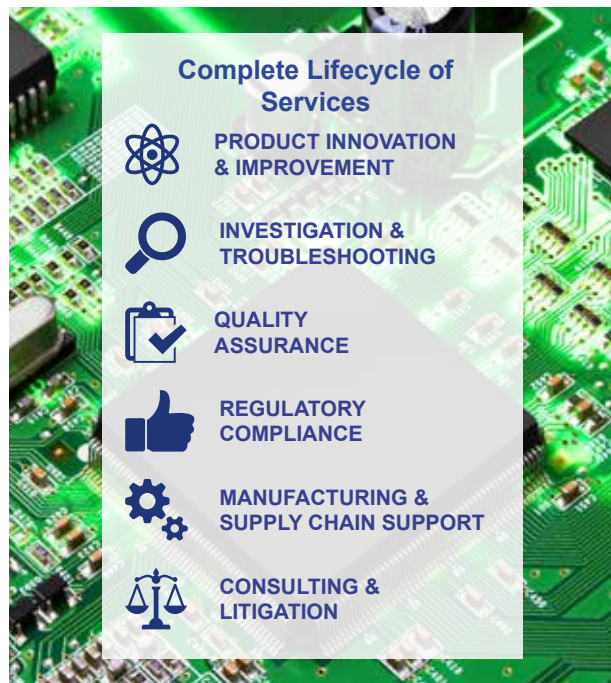 Complete Lifecycle of
Services
PRODUCT INNOVATION
& IMPROVEMENT
INVESTIGATION &
TROUBLESHOOTING
QUALITY
ASSURANCE
REGULATORY
COMPLIANCE
MANUFACTURING &
SUPPLY CHAIN SUPPORT
CONSULTING &
LITIGATION